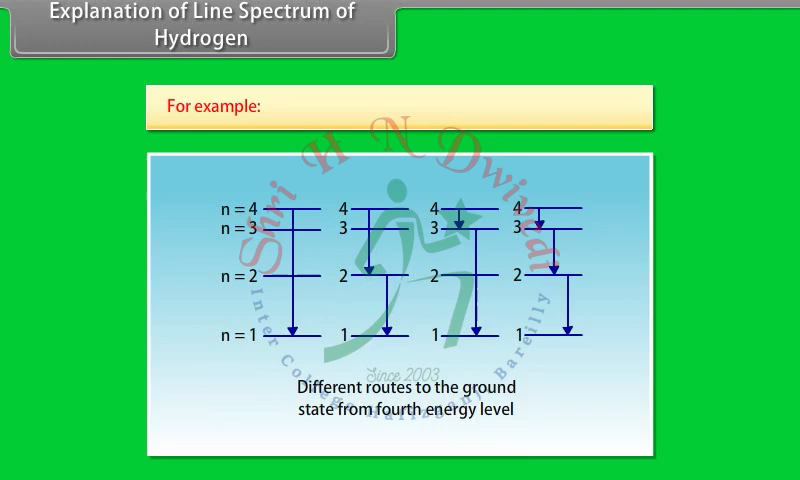 Explanation of Line Spectrum of
Hydrogen
For example:
Shri H N Dwivedi
n = 4 4 4 4
n = 3 3 3 3
n = 2 2 2 2
n = 1 1 1 1
Inter College Harraganj Bareilly
Since 2003
Different routes to the ground
state from fourth energy level